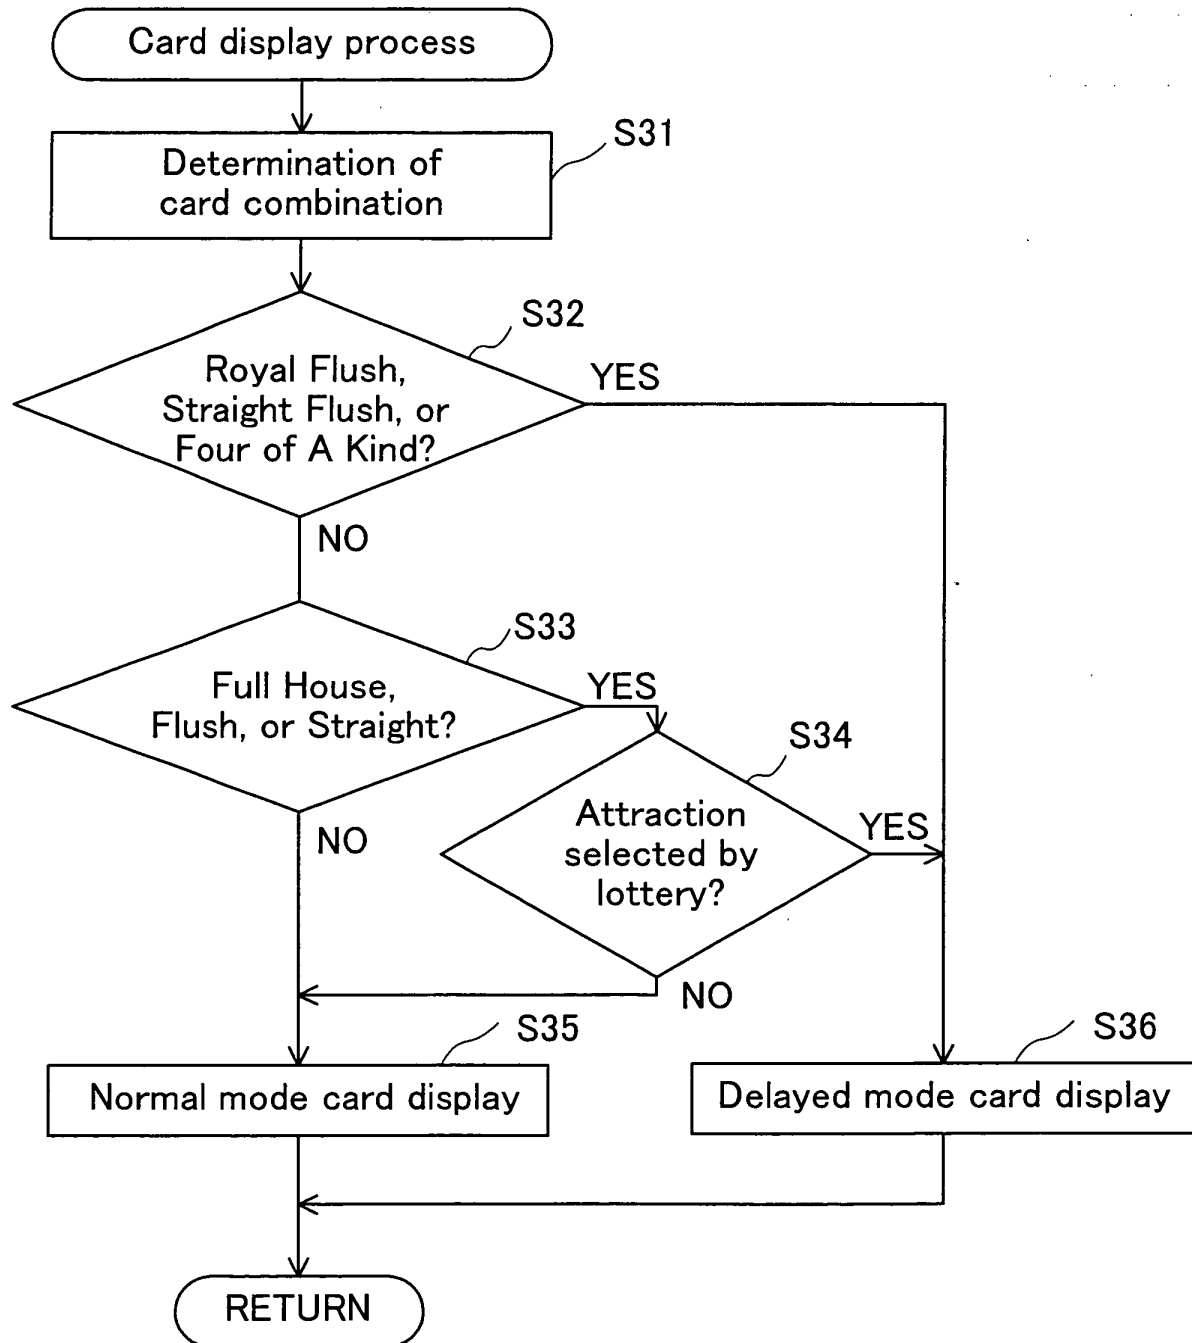 Card display process
S31
Determination of
card combination
S32
Royal Flush,
Straight Flush, or
Four of A Kind?
YES
NO
S33
Full House,
Flush, or Straight?
YES
S34
Attraction
selected by
lottery?
YES
NO
NO
S35
Normal mode card display
S36
Delayed mode card display
RETURN